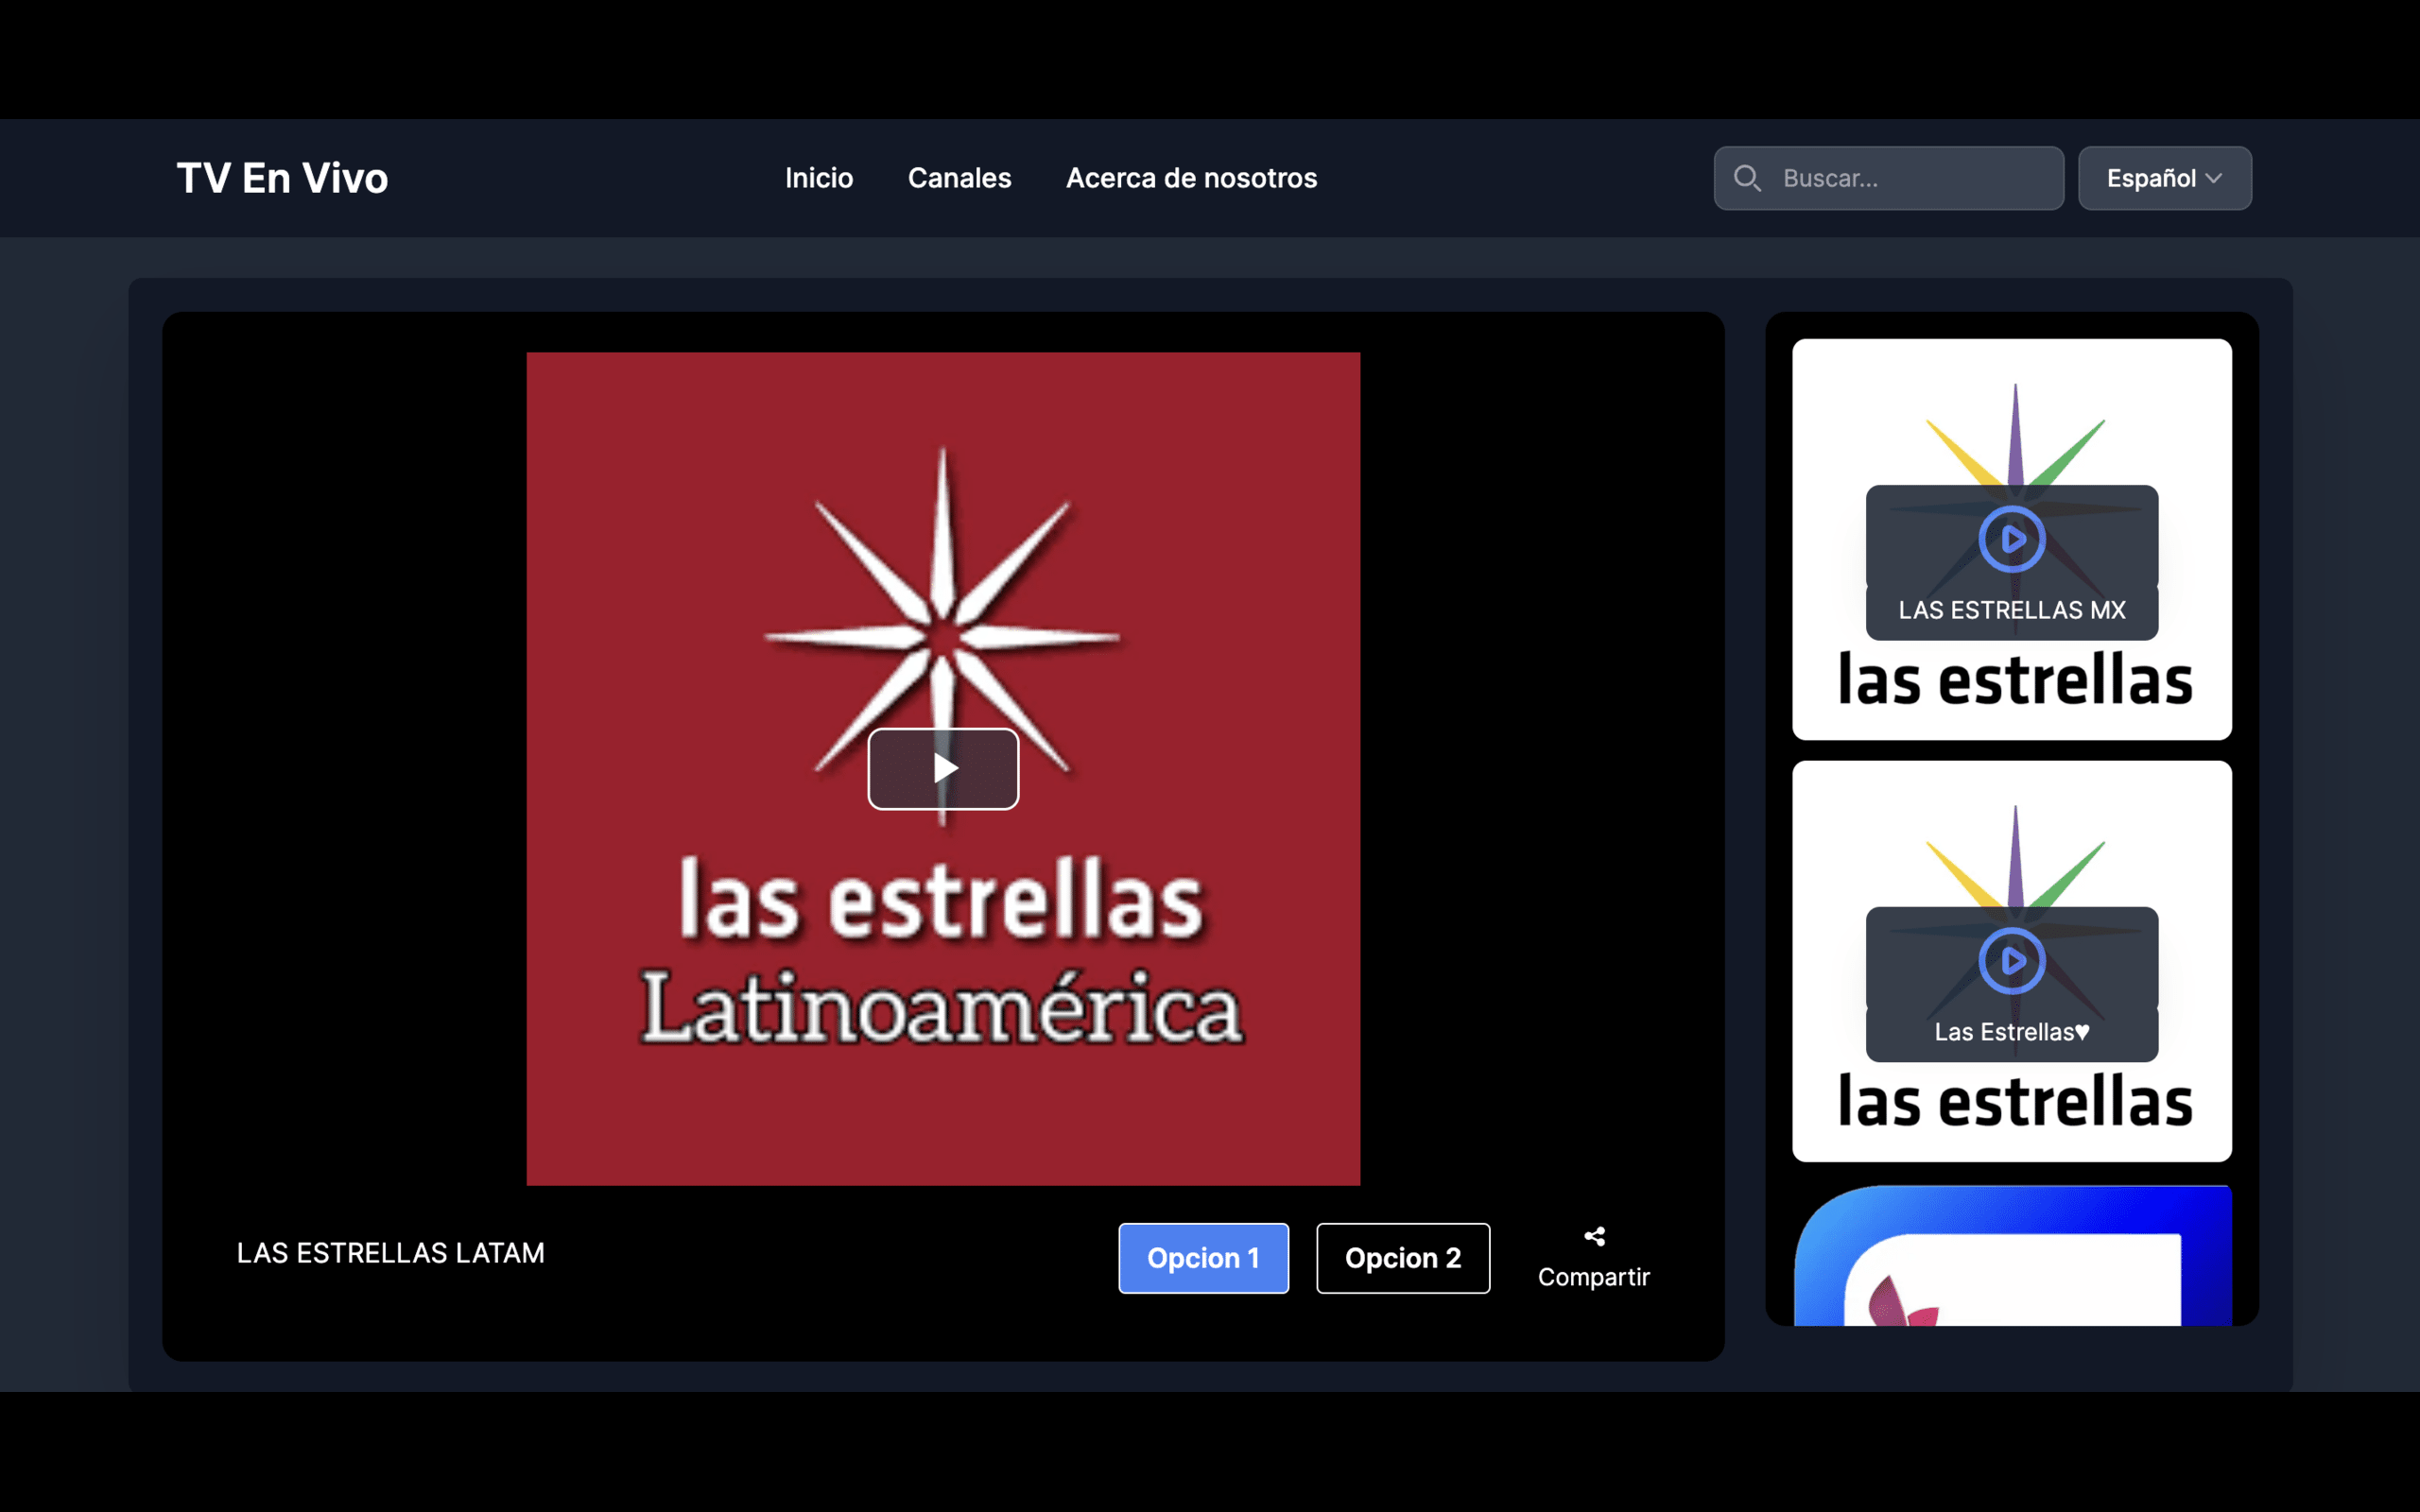 TV En Vivo
Inicio
Canales
Acerca de nosotros
Buscar...
Español
las estrellas
Latinoamérica
LAS ESTRELLAS LATAM
Opcion 1
Opcion 2
Compartir
LAS ESTRELLAS MX
las estrellas
Las Estrellas♥
las estrellas